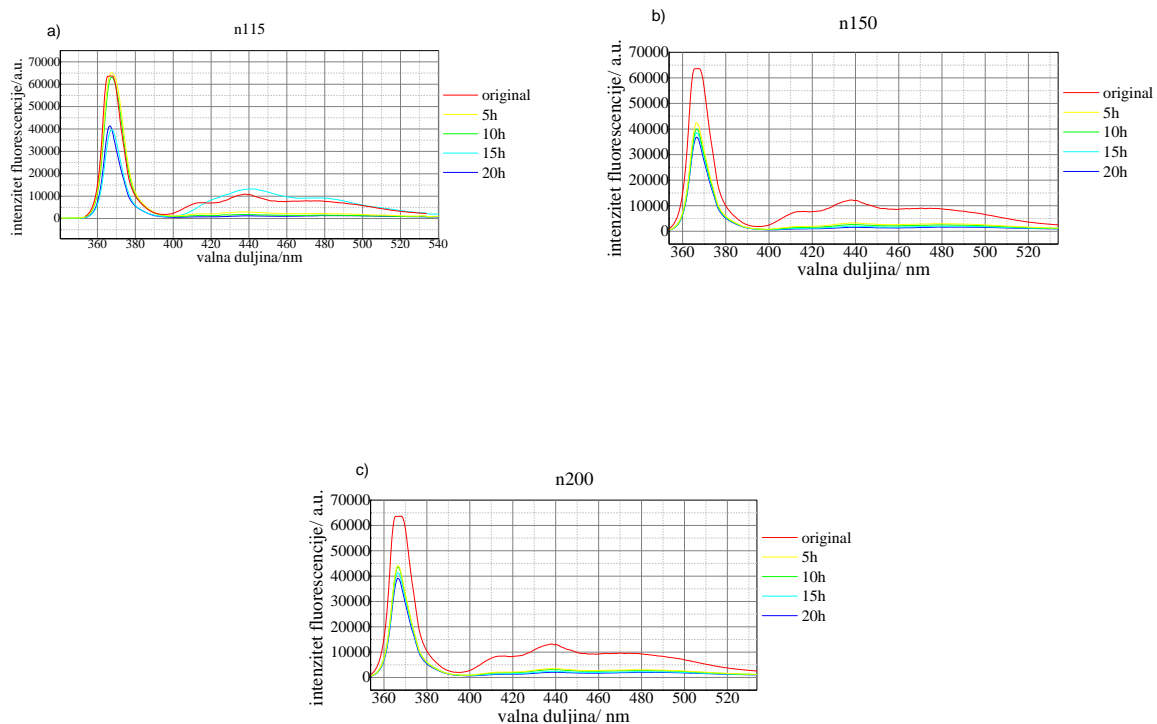 a)
n115
intenzitet fluorescencije/ a.u.
70000
60000
50000
40000
30000
20000
10000
0
360 380 400 420 440 460 480 500 520 540
valna duljina/nm
original
5h
10h
15h
20h
b)
n150
intenzitet fluorescencije/ a.u.
70000
60000
50000
40000
30000
20000
10000
0
360 380 400 420 440 460 480 500 520
valna duljina/ nm
original
5h
10h
15h
20h
c)
n200
intenzitet fluorescencije/ a.u.
70000
60000
50000
40000
30000
20000
10000
0
360 380 400 420 440 460 480 500 520
valna duljina/ nm
original
5h
10h
15h
20h